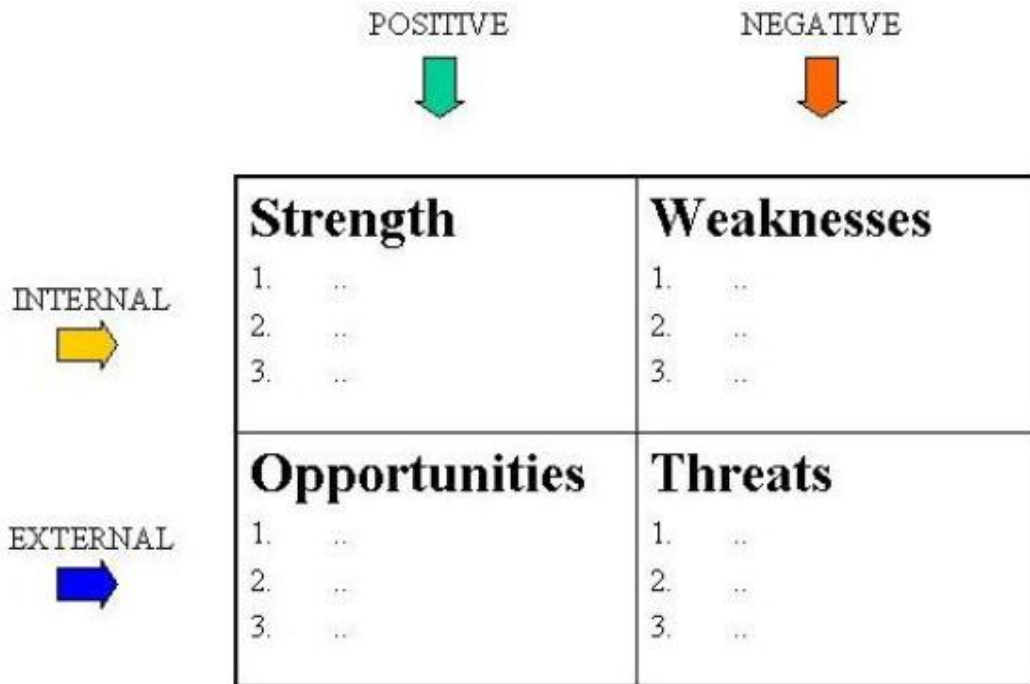 POSITIVE NEGATIVE
INTERNAL
Strength
1. ..
2. ..
3. ..
Weaknesses
1. ..
2. ..
3. ..
EXTERNAL
Opportunities
1. ..
2. ..
3. ..
Threats
1. ..
2. ..
3. ..